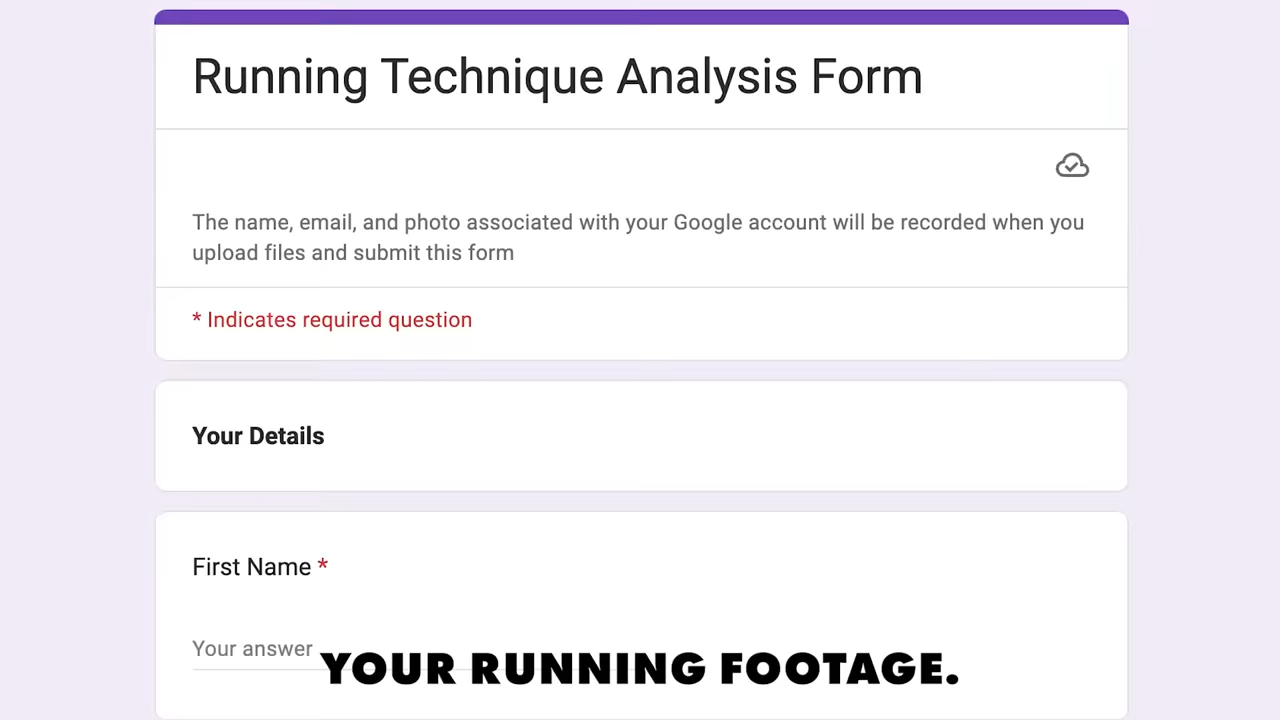 Running Technique Analysis Form
The name, email, and photo associated with your Google account will be recorded when you
upload files and submit this form
* Indicates required question
Your Details
First Name *
Your answer
YOUR RUNNING FOOTAGE.